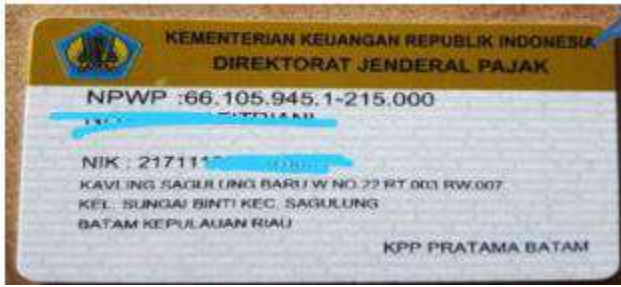 KEMENTERIAN KEUANGAN REPUBLIK INDONESIA
DIREKTORAT JENDERAL PAJAK
NPWP :66.105.945.1-215.000
NIK : 217111
KAVLING SAGULUNG BARU W NO.22 RT 003 RW.007
KEL. SUNGAI BINTI KEC. SAGULUNG
BATAM KEPULAUAN RIAU
KPP PRATAMA BATAM